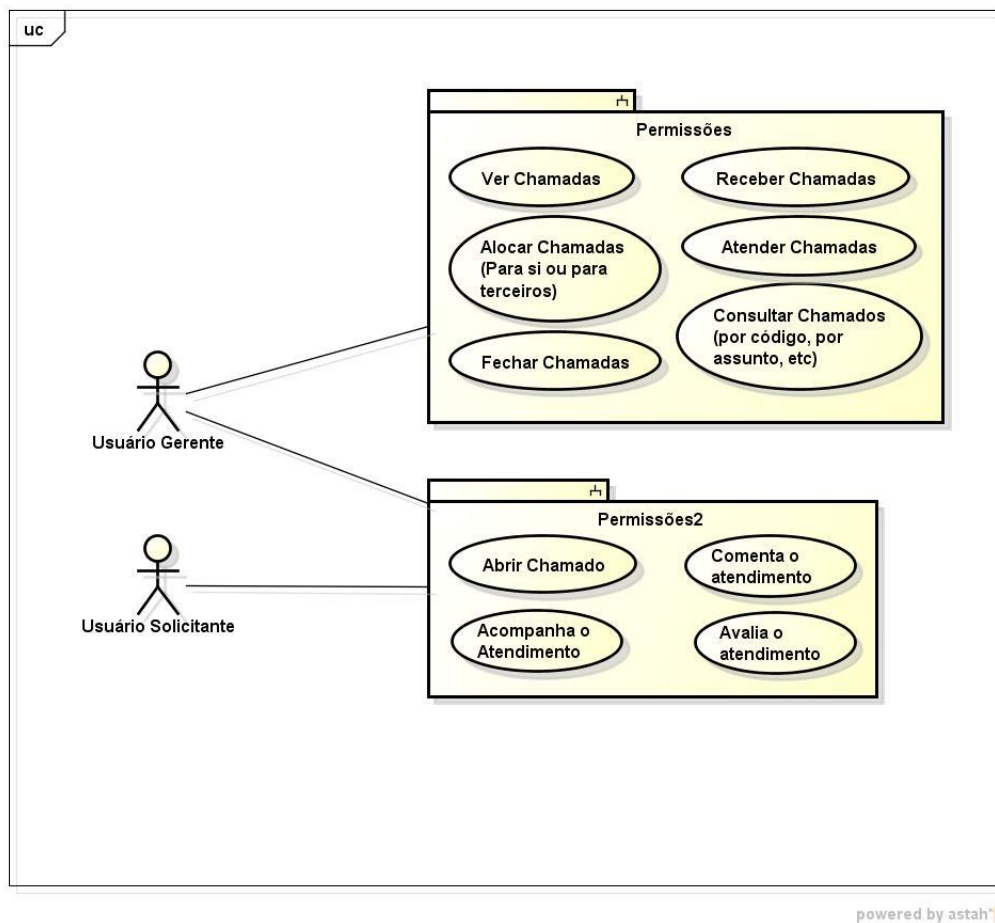 uc
Permissões
Ver Chamadas
Receber Chamadas
Alocar Chamadas
(Para si ou para
terceiros)
Atender Chamadas
Consultar Chamados
(por código, por
assunto, etc)
Fechar Chamadas
Usuário Gerente
Permissões2
Abrir Chamado
Comenta o
atendimento
Acompanha o
Atendimento
Avalia o
atendimento
Usuário Solicitante
powered by astah*